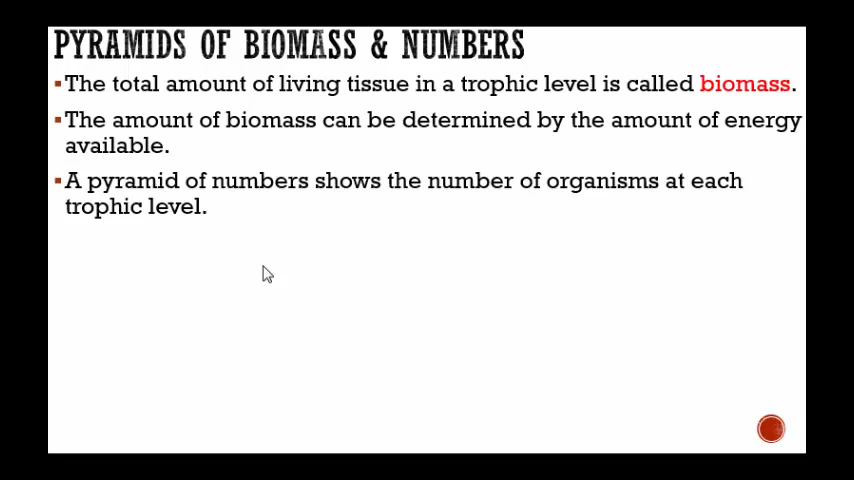 PYRAMIDS OF BIOMASS & NUMBERS
▪The total amount of living tissue in a trophic level is called biomass.
▪The amount of biomass can be determined by the amount of energy
available.
▪A pyramid of numbers shows the number of organisms at each
trophic level.